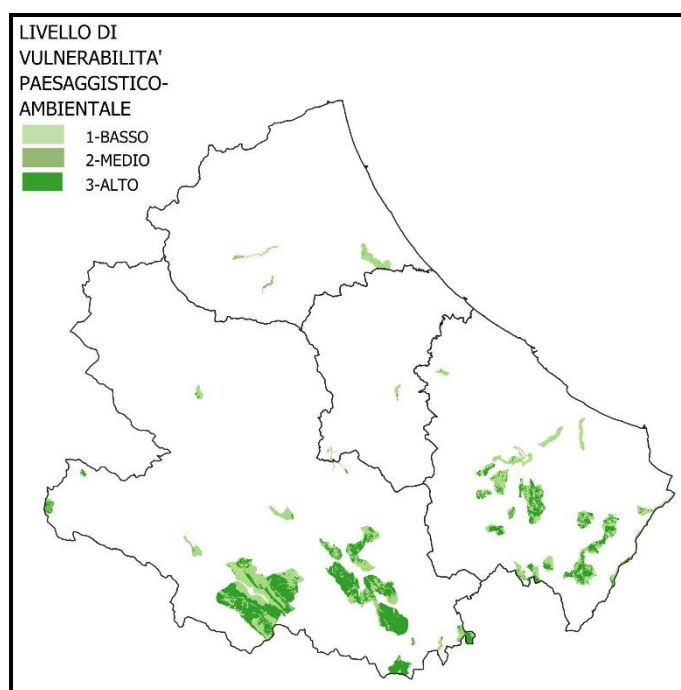 LIVELLO DI
VULNERABILITA'
PAESAGGISTICO-
AMBIENTALE
1-BASSO
2-MEDIO
3-ALTO